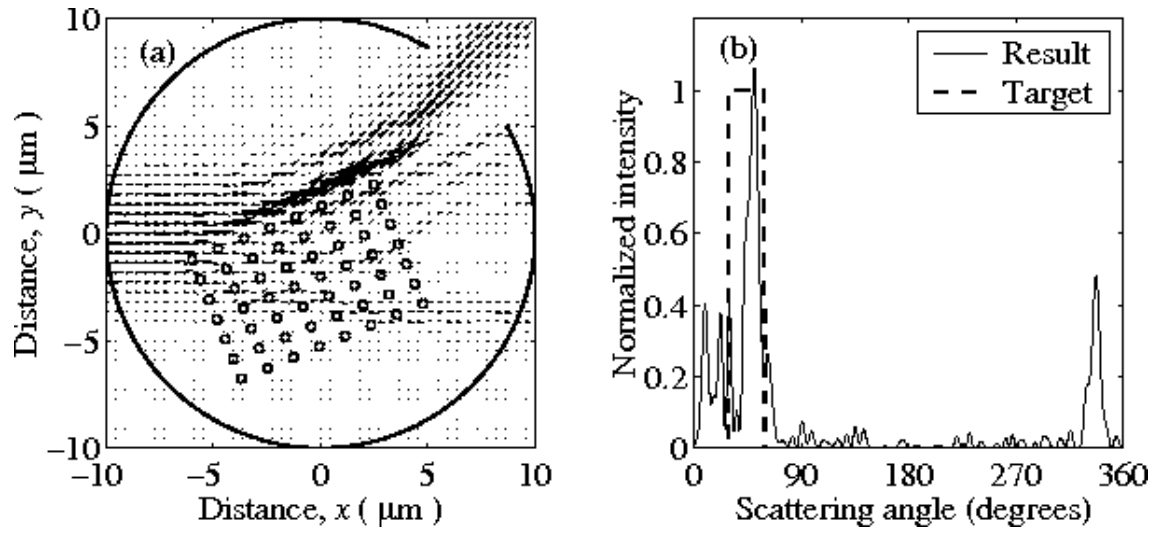 (a)
10
5
0
−5
−10
−10
−5
0
5
10
Distance, y ( μm )
Distance, x ( μm )
(b)
Result
Target
1
0.8
0.6
0.4
0.2
0
0
90
180
270
360
Normalized intensity
Scattering angle (degrees)